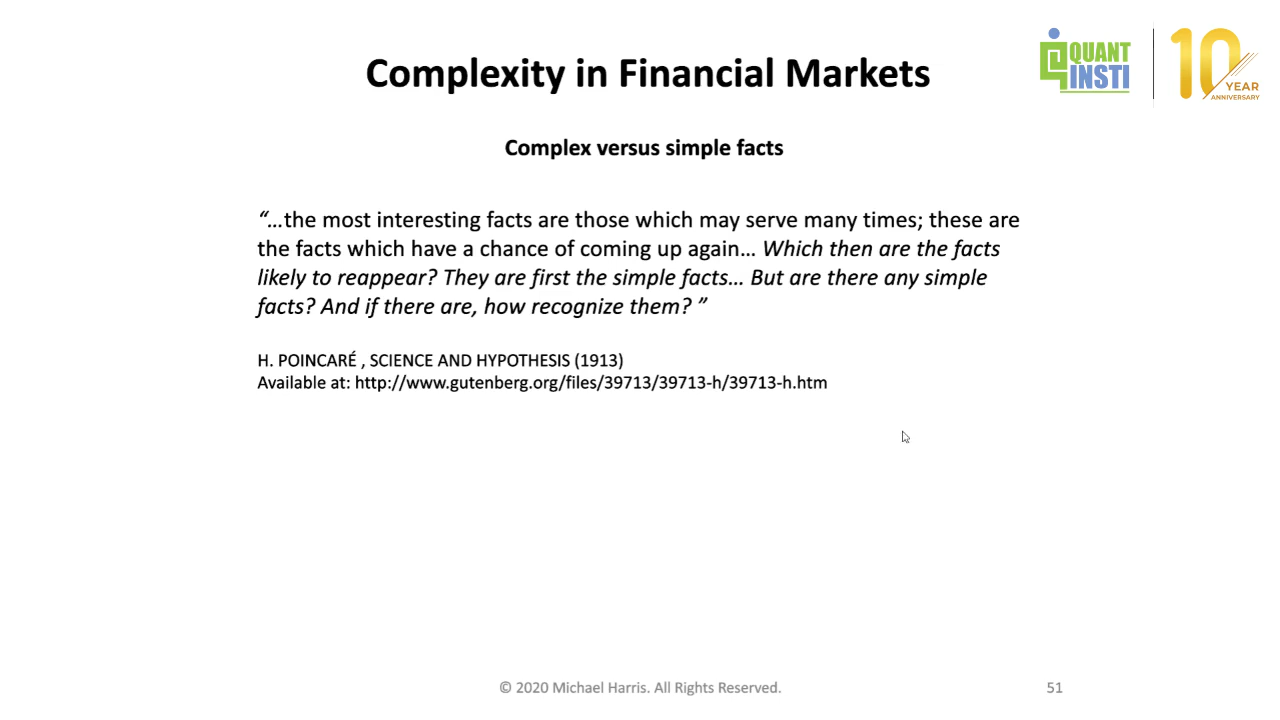 Complexity in Financial Markets
QUANT
INSTI
10
YEAR
ANNIVERSARY
Complex versus simple facts
“…the most interesting facts are those which may serve many times; these are
the facts which have a chance of coming up again… Which then are the facts
likely to reappear? They are first the simple facts… But are there any simple
facts? And if there are, how recognize them? ”
H. POINCARÉ , SCIENCE AND HYPOTHESIS (1913)
Available at: http://www.gutenberg.org/files/39713/39713-h/39713-h.htm
© 2020 Michael Harris. All Rights Reserved.
51